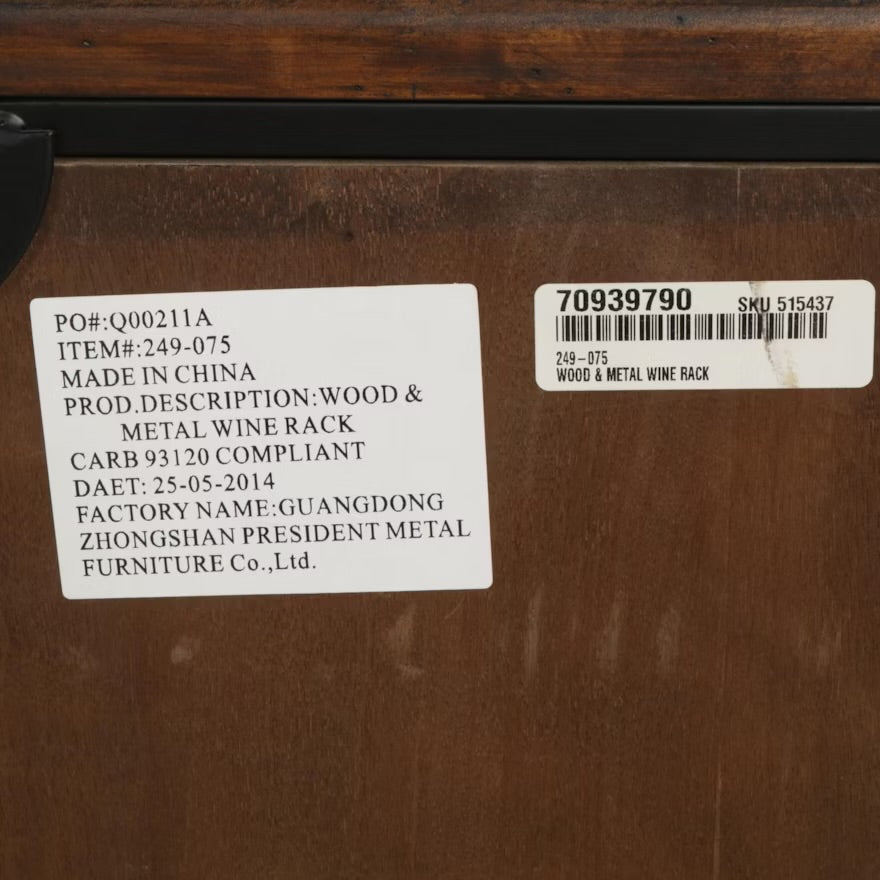 PO#:Q00211A
ITEM#:249-075
MADE IN CHINA
PROD.DESCRIPTION:WOOD &
METAL WINE RACK
CARB 93120 COMPLIANT
DAET: 25-05-2014
FACTORY NAME:GUANGDONG
ZHONGSHAN PRESIDENT METAL
FURNITURE Co.,Ltd.
70939790 SKU 515437
249-075
WOOD & METAL WINE RACK